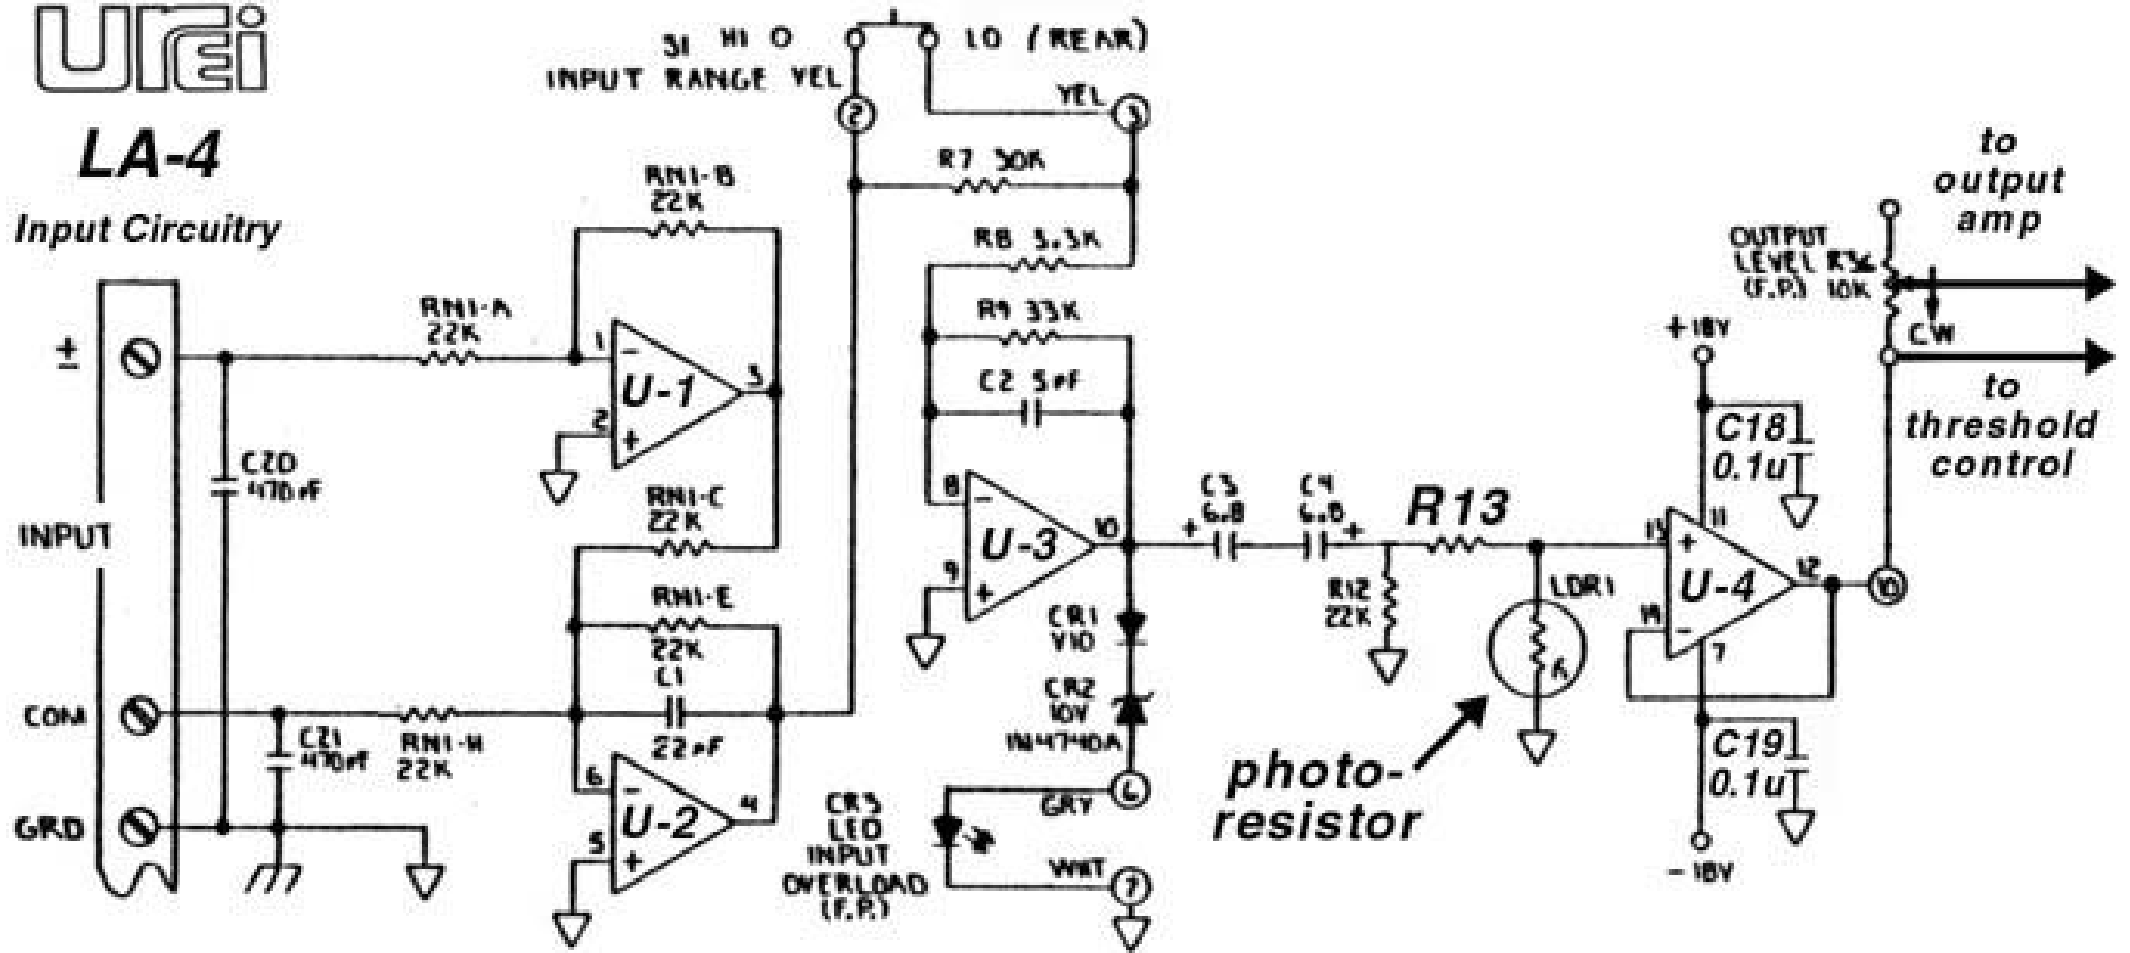 urei
LA-4
Input Circuitry
S1 HI O LO (REAR)
INPUT RANGE YEL
2
YEL
3
R7 30K
RN1-B
22K
R8 3.3K
RN1-A
22K
R9 33K
C2 5PF
±
1
-
U-1
3
2
+
C20
470PF
RN1-C
22K
INPUT
RN1-E
22K
C1
22PF
COM
C21
470PF
RN1-H
22K
GRD
6
-
U-2
4
5
+
8
-
U-3
10
9
+
C3
6.8
+
C4
6.8
+
R13
R12
22K
CR1
V10
CR2
10V
1N4740A
6
GRY
CR3
LED
INPUT
OVERLOAD
(F.P.)
WHT
7
LDR1
photo-
resistor
+18V
11
C18
0.1u
13
+
U-4
12
14
-
7
10
C19
0.1u
-18V
OUTPUT
LEVEL R36
(F.P.) 10K
CW
to
output
amp
to
threshold
control